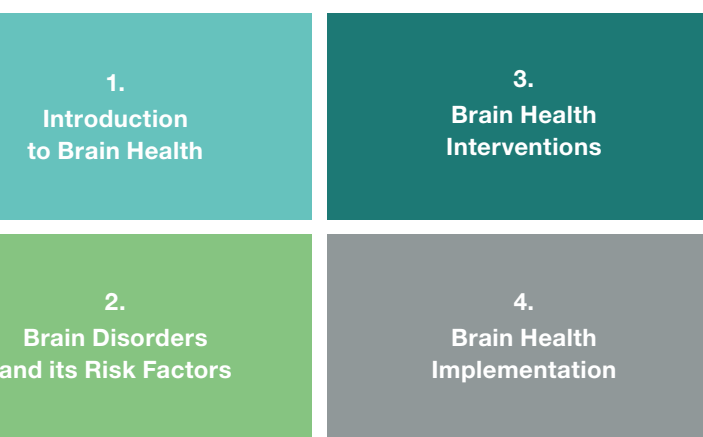 1.
Introduction
to Brain Health
2.
Brain Disorders
and its Risk Factors
3.
Brain Health
Interventions
4.
Brain Health
Implementation